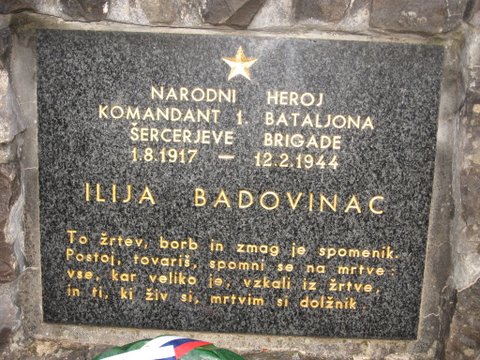 NARODNI HEROJ
KOMANDANT 1. BATALJONA
ŠERCERJEVE BRIGADE
1.8.1917 — 12.2.1944
ILIJA BADOVINAC
To žrtev, borb in zmag je spomenik.
Postoj, tovariš, spomni se na mrtve:
vse, kar veliko je, vzkali iz žrtve,
in ti, ki živ si, mrtvim si dolžnik.